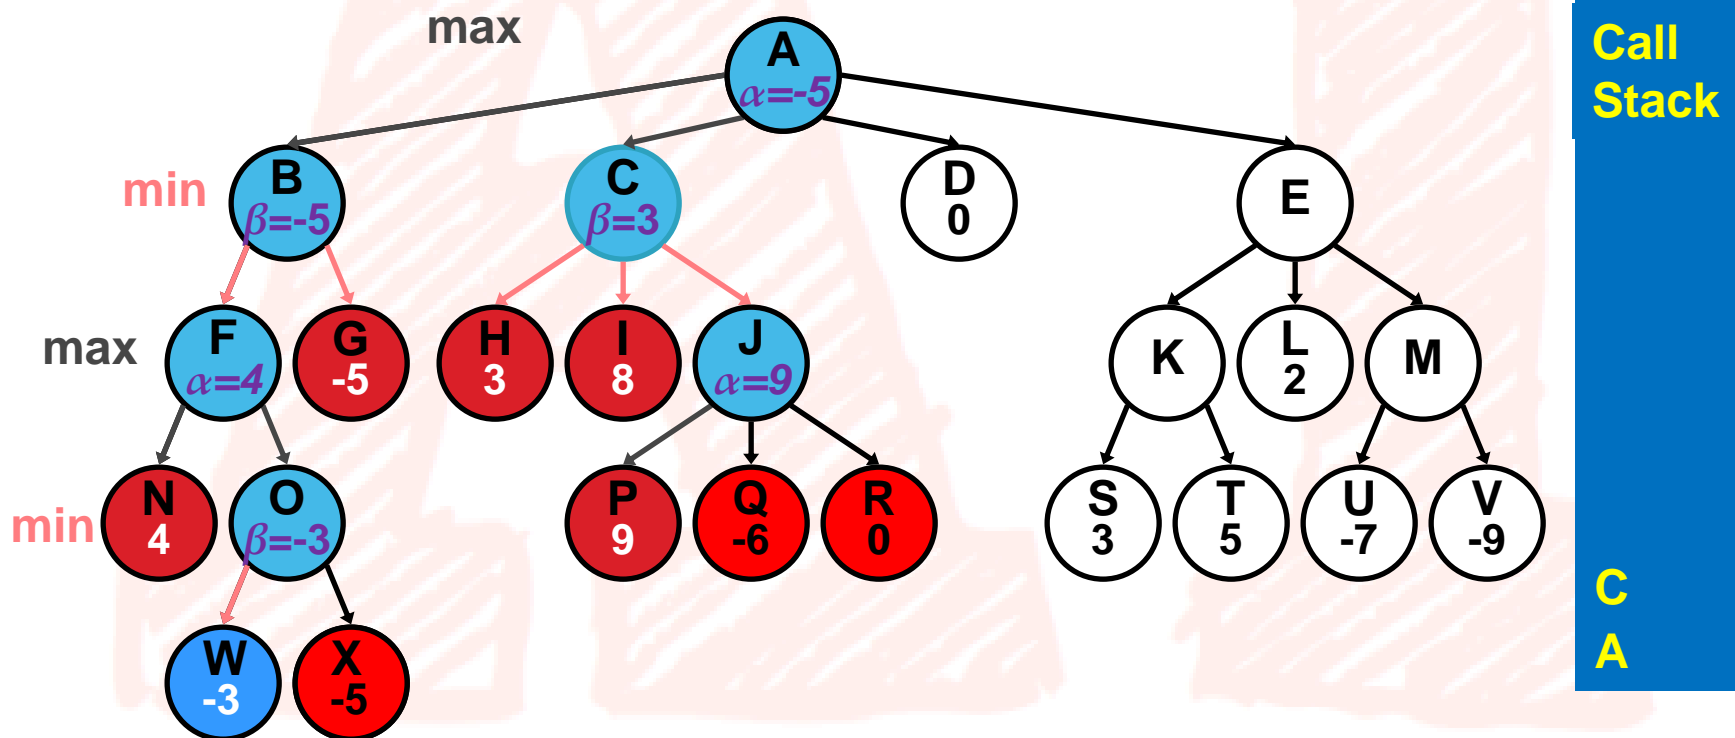 max
Call
Stack
A
α=-5
min
B
β=-5
C
β=3
D
0
E
max
F
α=4
G
-5
H
3
I
8
J
α=9
K
L
2
M
min
N
4
O
β=-3
P
9
Q
-6
R
0
S
3
T
5
U
-7
V
-9
C
A
W
-3
X
-5